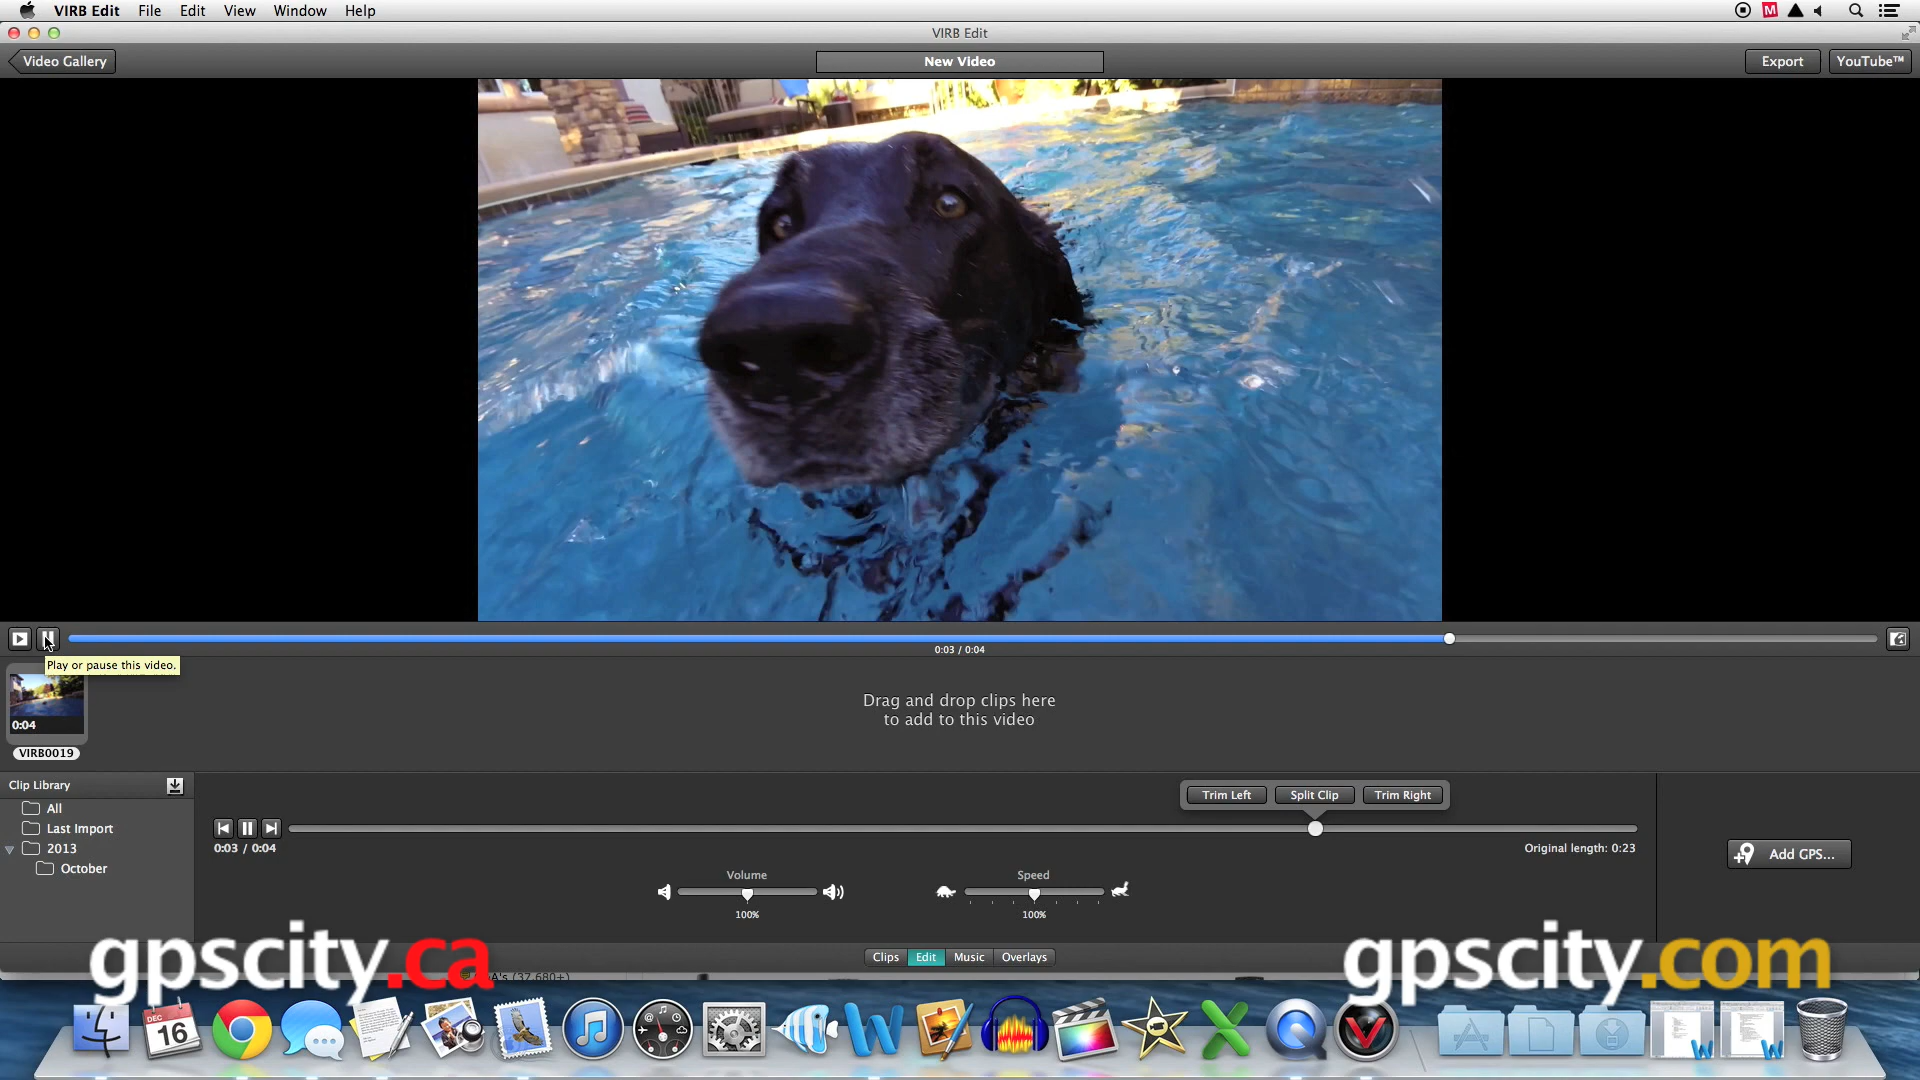 VIRB Edit File Edit View Window Help
VIRB Edit
Video Gallery New Video Export YouTube™
0:03 / 0:04
Play or pause this video.
Drag and drop clips here
to add to this video
0:04
VIRB0019
Clip Library
All
Last Import
2013
October
Trim Left Split Clip Trim Right
0:03 / 0:04 Original length: 0:23
Add GPS...
Volume Speed
100% 100%
Clips Edit Music Overlays
gpscity.ca gpscity.com
(37,680+)
DEC
16